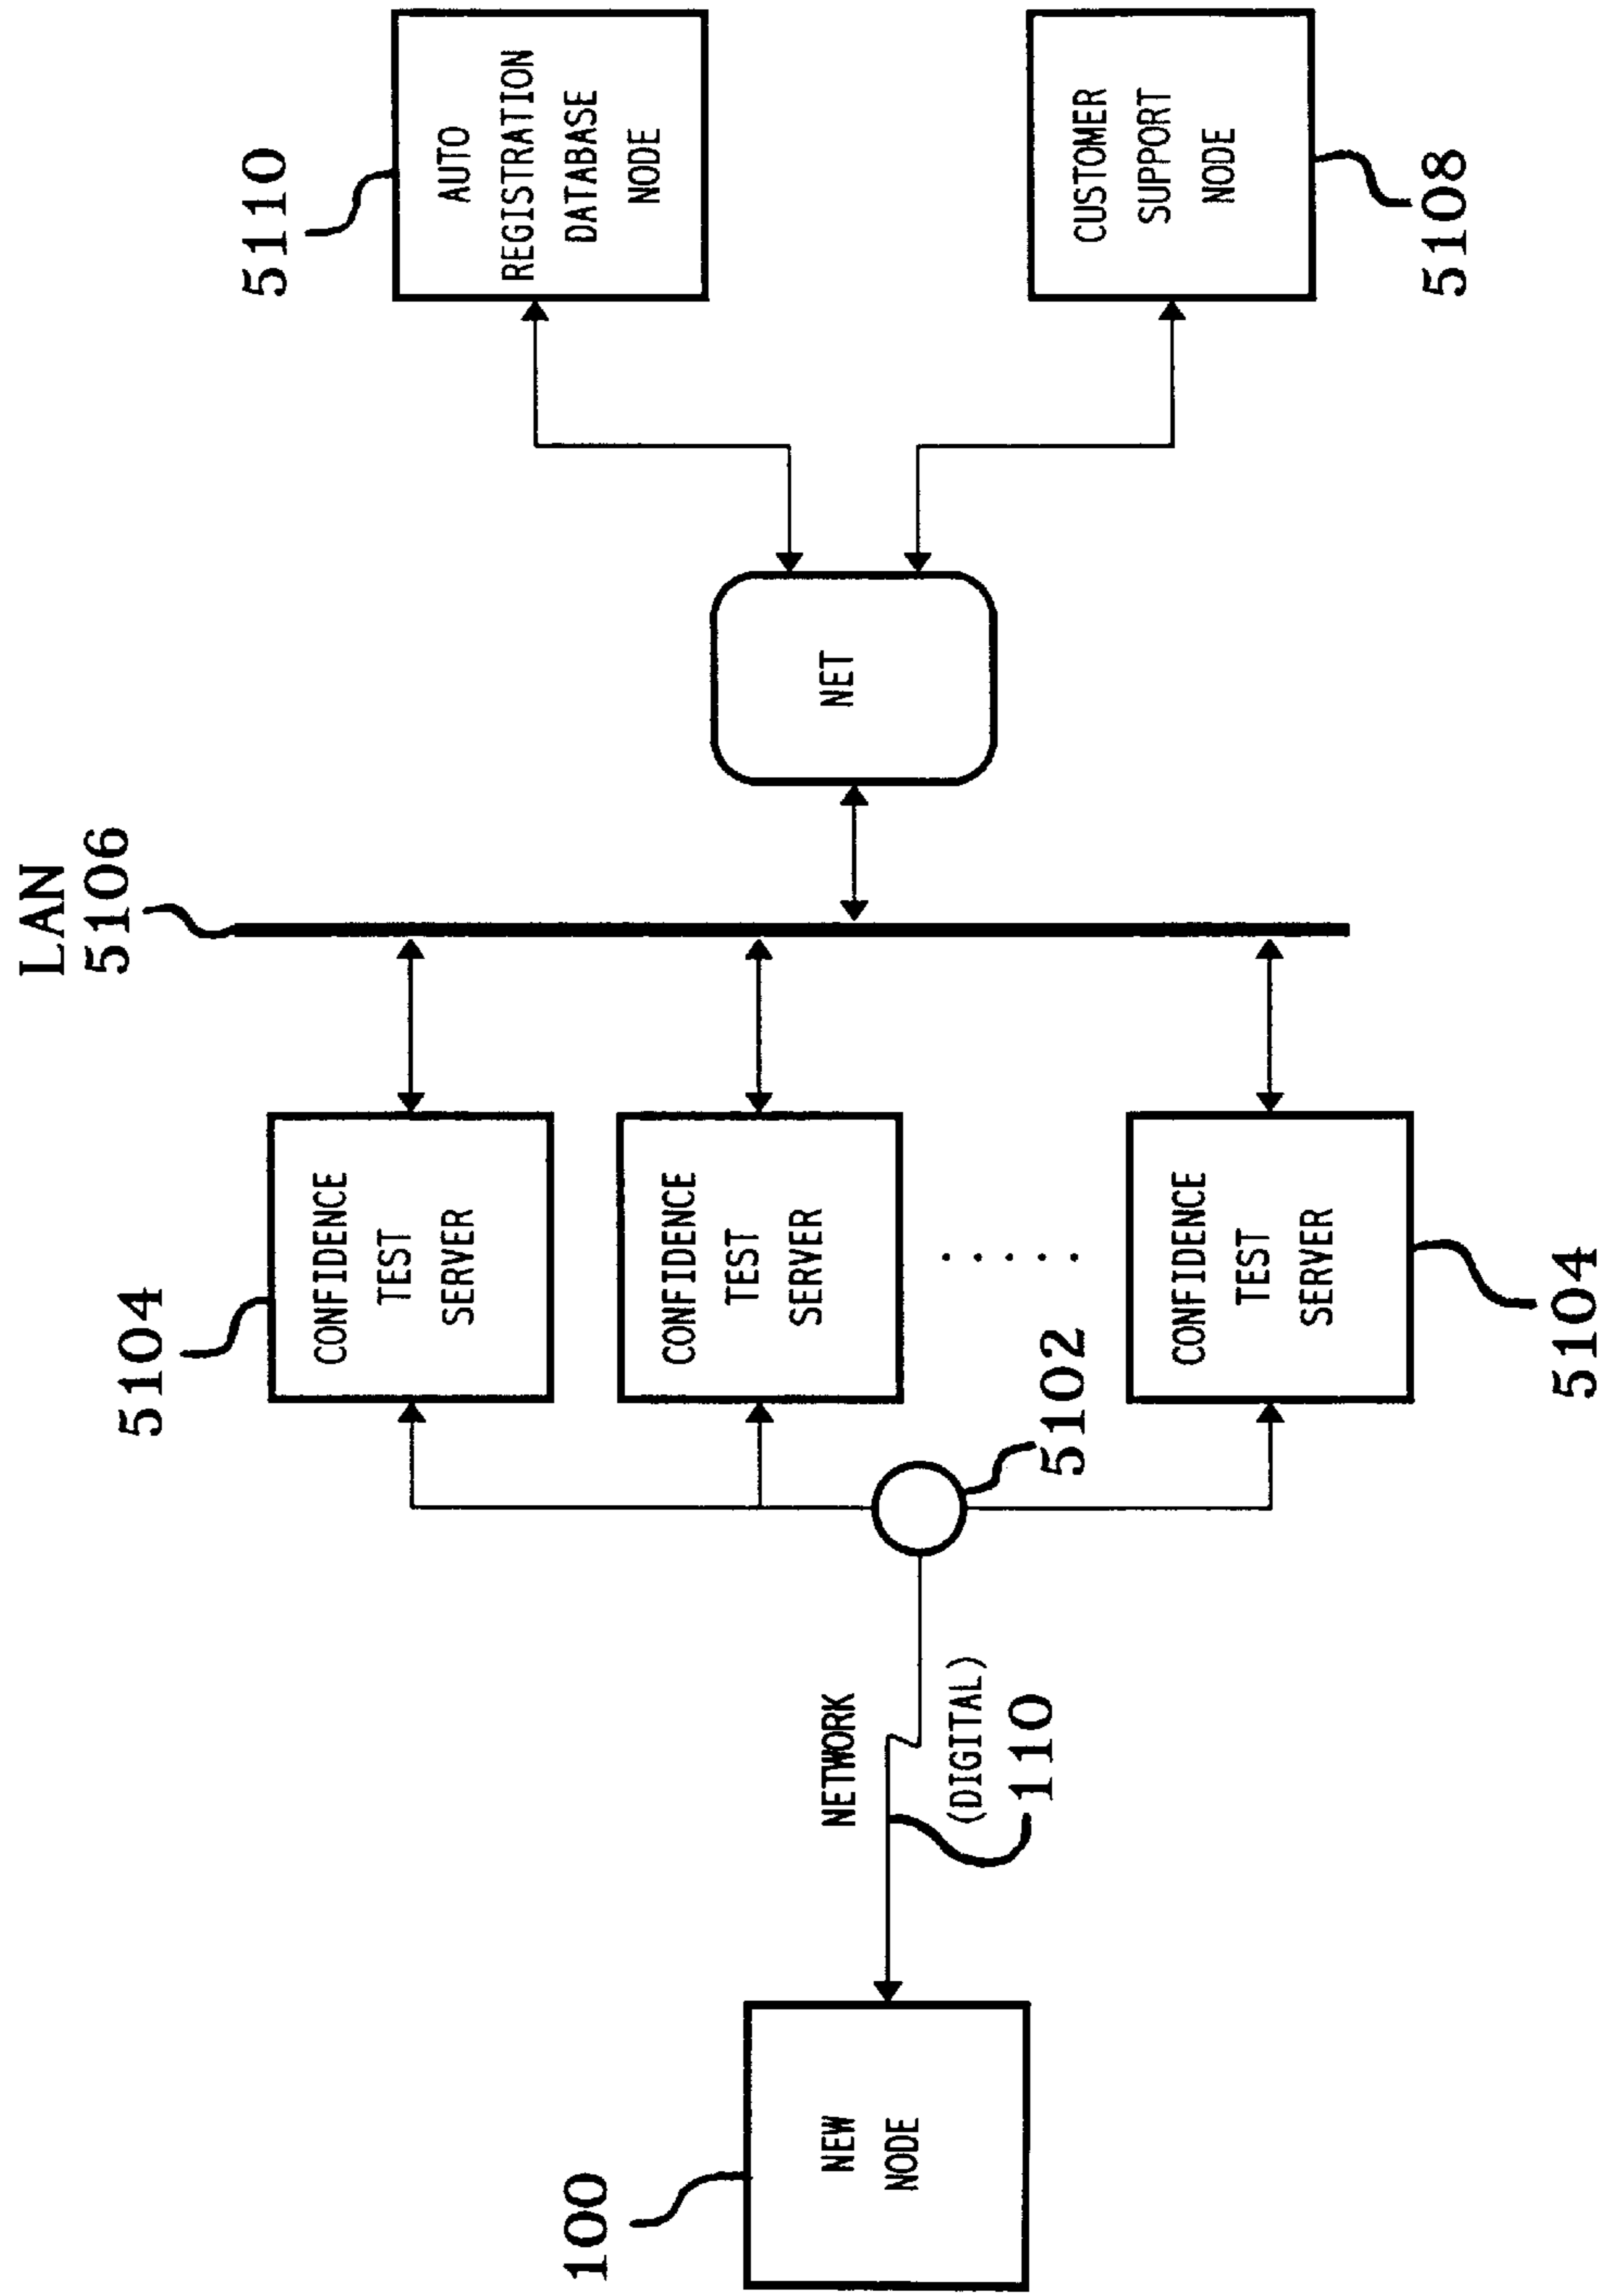 100
NEW
NODE
NETWORK
(DIGITAL)
110
5102
5104
CONFIDENCE
TEST
SERVER
CONFIDENCE
TEST
SERVER
.....
CONFIDENCE
TEST
SERVER
5104
LAN
5106
NET
5110
AUTO
REGISTRATION
DATABASE
NODE
CUSTOMER
SUPPORT
NODE
5108